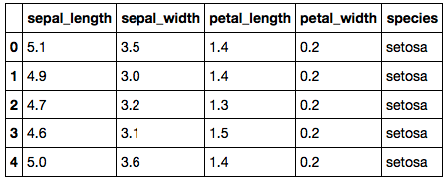 sepal_length sepal_width petal_length petal_width species
0 5.1 3.5 1.4 0.2 setosa
1 4.9 3.0 1.4 0.2 setosa
2 4.7 3.2 1.3 0.2 setosa
3 4.6 3.1 1.5 0.2 setosa
4 5.0 3.6 1.4 0.2 setosa